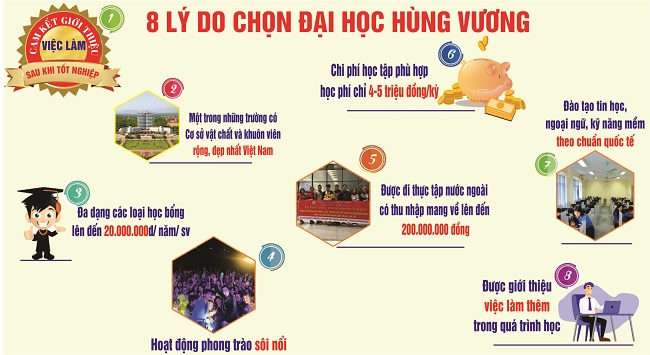 8 LÝ DO CHỌN ĐẠI HỌC HÙNG VƯƠNG
1
CAM KẾT GIỚI THIỆU
VIỆC LÀM
SAU KHI TỐT NGHIỆP
2
Một trong những trường có
Cơ sở vật chất và khuôn viên
rộng, đẹp nhất Việt Nam
3
Đa dạng các loại học bổng
lên đến 20.000.000đ/ năm/ sv
4
Hoạt động phong trào sôi nổi
5
Được đi thực tập nước ngoài
có thu nhập mang về lên đến
200.000.000 đồng
6
Chi phí học tập phù hợp
học phí chỉ 4-5 triệu đồng/kỳ
7
Đào tạo tin học,
ngoại ngữ, kỹ năng mềm
theo chuẩn quốc tế
8
Được giới thiệu
việc làm thêm
trong quá trình học